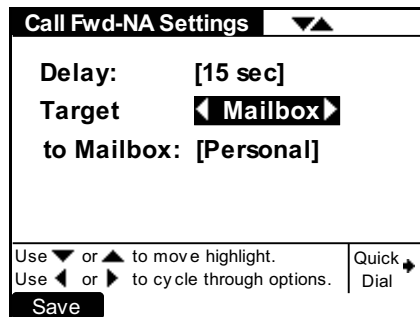 Call Fwd-NA Settings ▼▲
Delay: [15 sec]
Target ◀ Mailbox ▶
to Mailbox: [Personal]
Use ▼ or ▲ to move highlight.
Use ◀ or ▶ to cycle through options.
Quick
Dial
Save